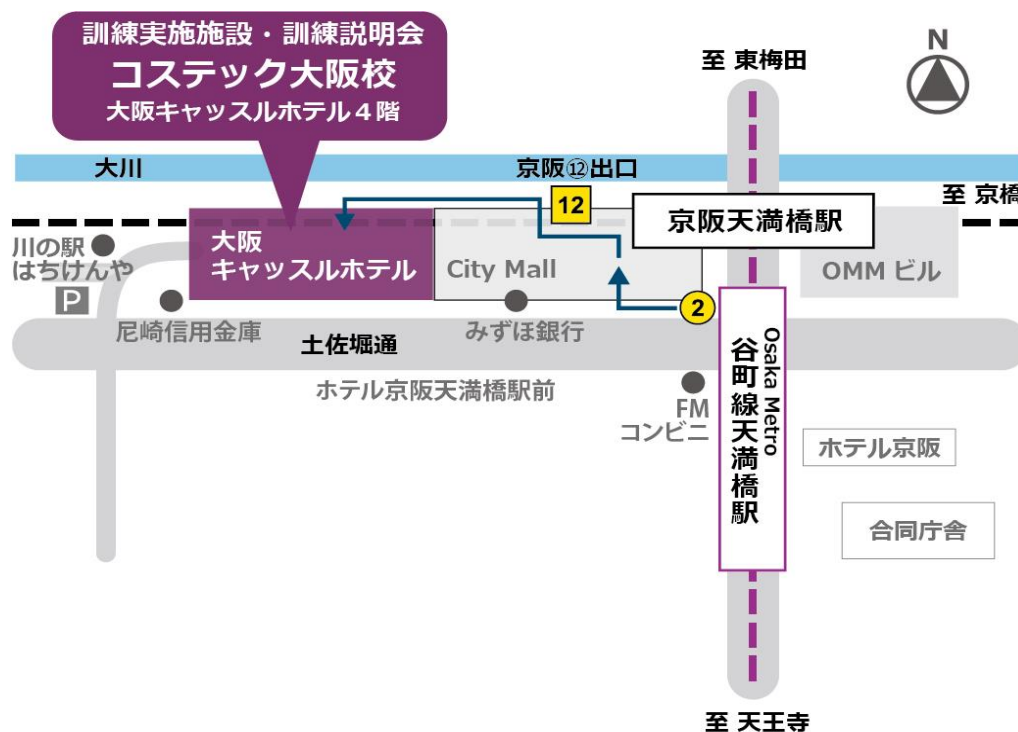 訓練実施施設・訓練説明会
コステック大阪校
大阪キャッスルホテル4階
至 東梅田
N
大川
京阪⑫出口
至 京橋
12
京阪天満橋駅
川の駅
はちけんや
P
大阪
キャッスルホテル
City Mall
OMM ビル
2
尼崎信用金庫
みずほ銀行
土佐堀通
Osaka Metro
谷町線天満橋駅
ホテル京阪天満橋駅前
FM
コンビニ
ホテル京阪
合同庁舎
至 天王寺